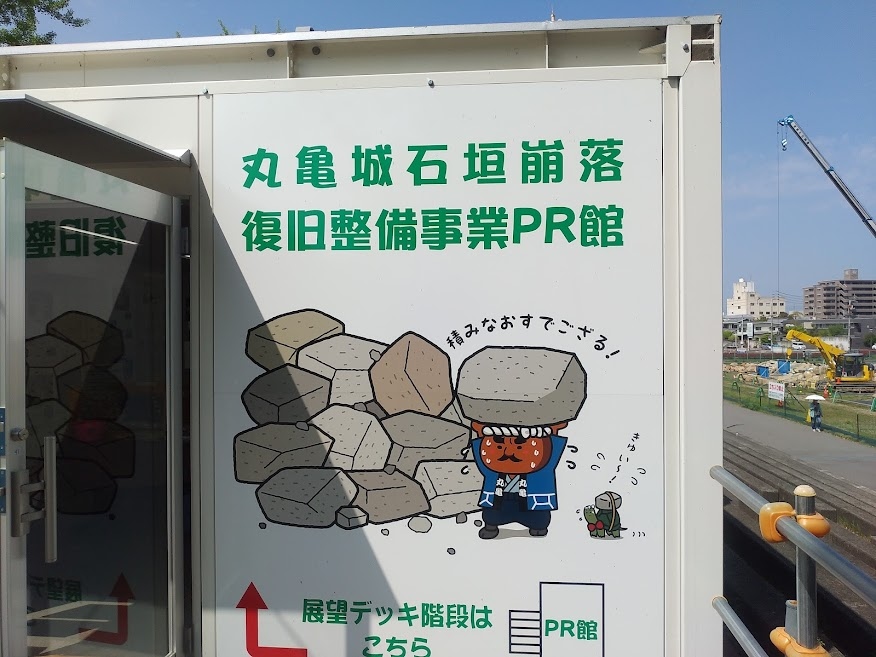 丸亀城石垣崩落
復旧整備事業PR館
積みなおすでござる!
きゅい~!
丸亀
展望デッキ階段は
こちら
PR館